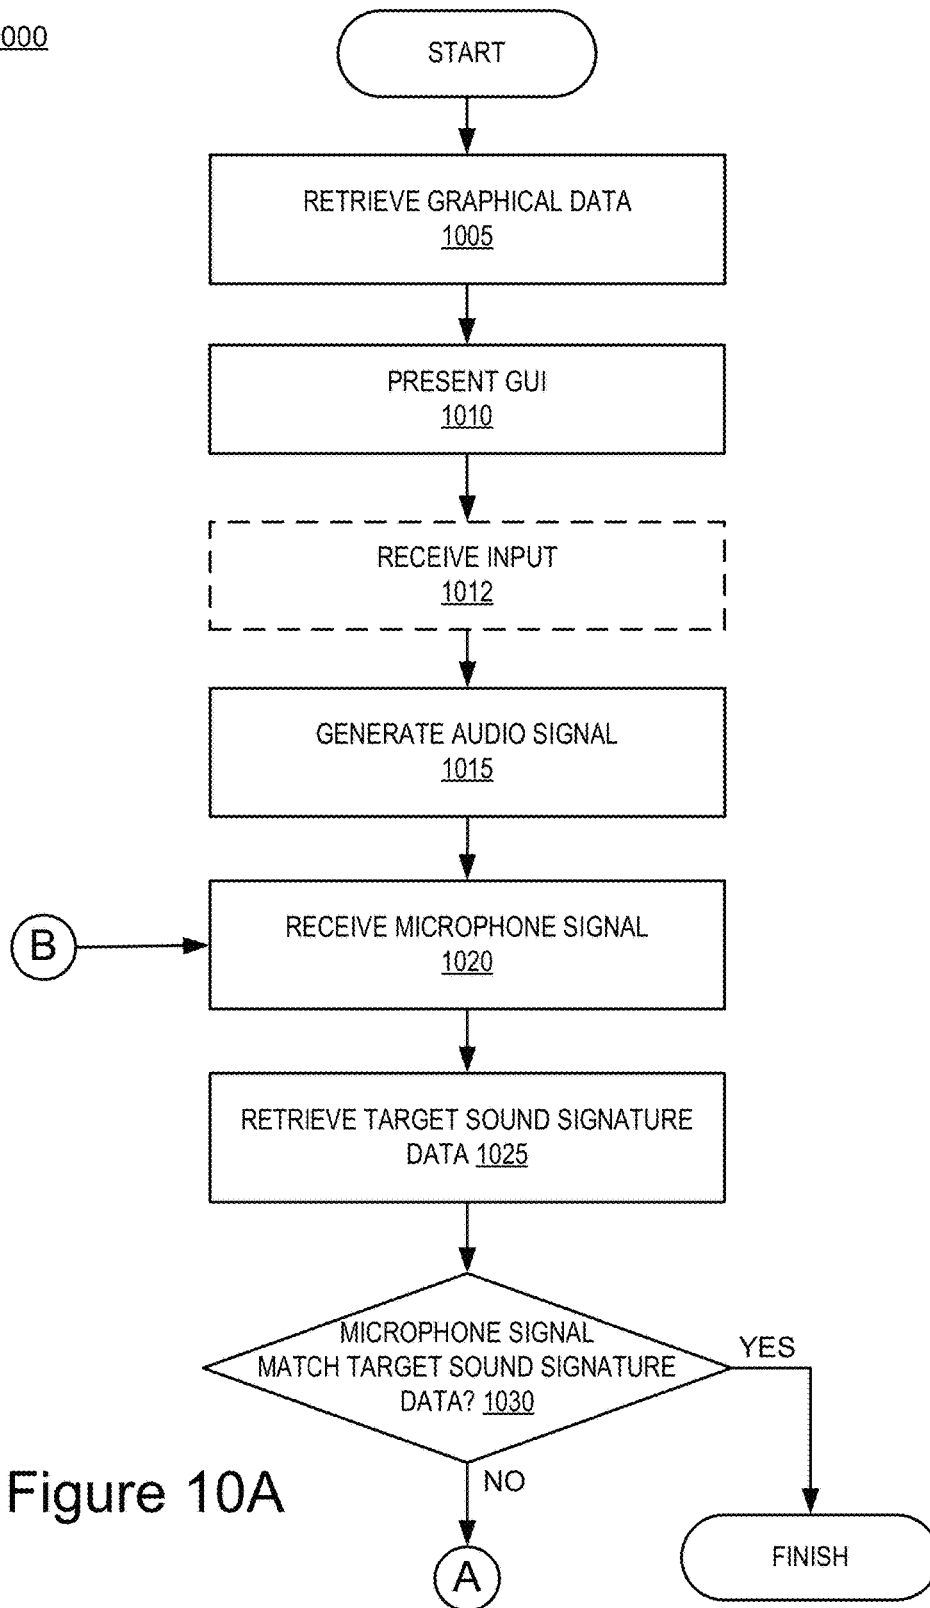 000
START
RETRIEVE GRAPHICAL DATA
1005
PRESENT GUI
1010
RECEIVE INPUT
1012
GENERATE AUDIO SIGNAL
1015
B
RECEIVE MICROPHONE SIGNAL
1020
RETRIEVE TARGET SOUND SIGNATURE
DATA 1025
MICROPHONE SIGNAL
MATCH TARGET SOUND SIGNATURE
DATA? 1030
YES
NO
Figure 10A
A
FINISH